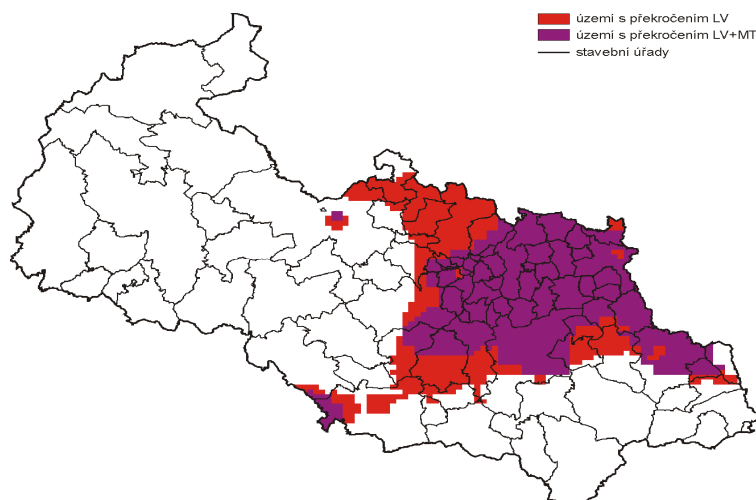 území s překročením LV
území s překročením LV+MT
stavební úřady